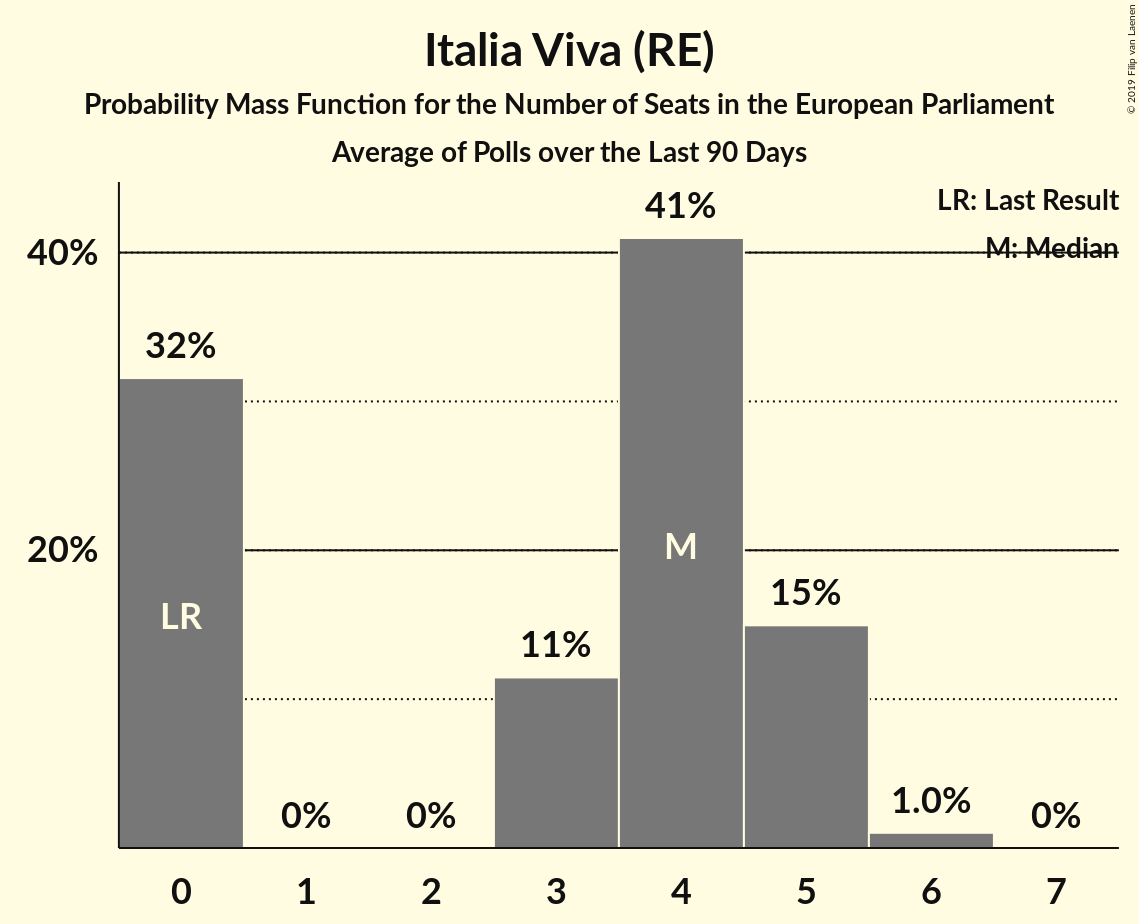 Italia Viva (RE)
Probability Mass Function for the Number of Seats in the European Parliament
Average of Polls over the Last 90 Days
© 2019 Filip van Laenen
LR: Last Result
M: Median
40%
20%
32%
0%
0%
11%
41%
15%
1.0%
0%
LR
M
0 1 2 3 4 5 6 7